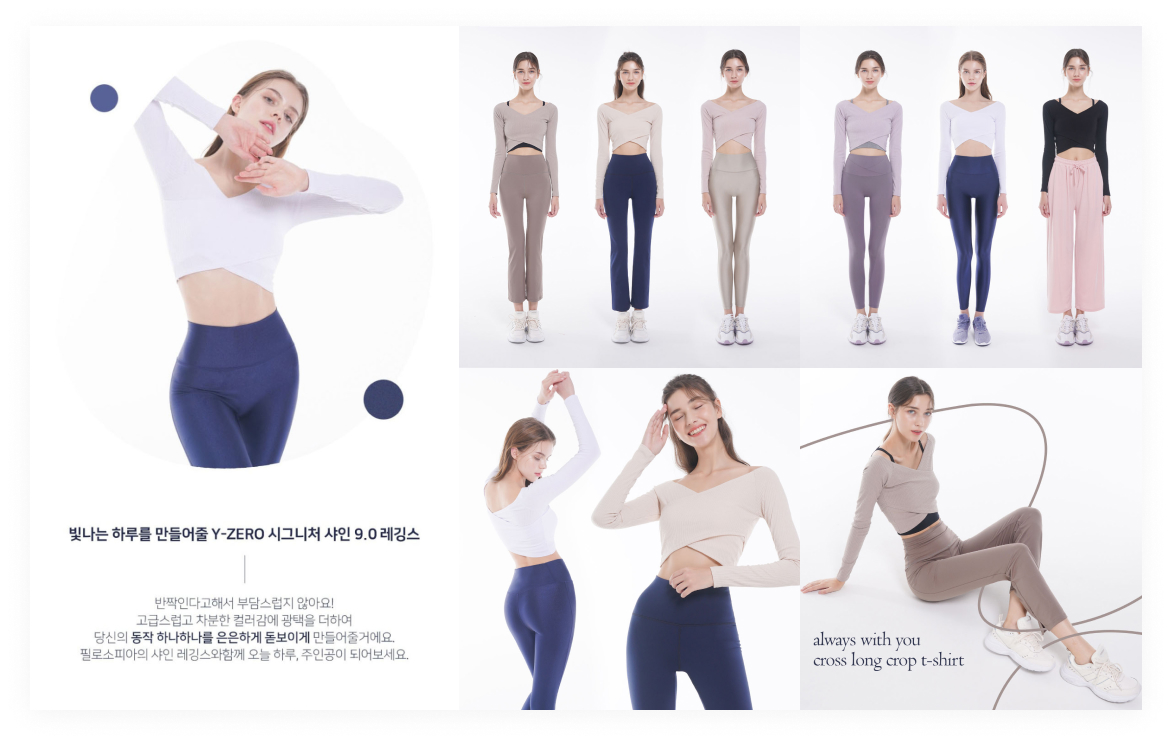 빛나는 하루를 만들어줄 Y-ZERO 시그니처 샤인 9.0 레깅스
반짝인다고해서 부담스럽지 않아요!
고급스럽고 차분한 컬러감에 광택을 더하여
당신의 동작 하나하나를 은은하게 돋보이게 만들어줄거에요.
필로소피아의 샤인 레깅스와함께 오늘 하루, 주인공이 되어보세요.
always with you
cross long crop t-shirt